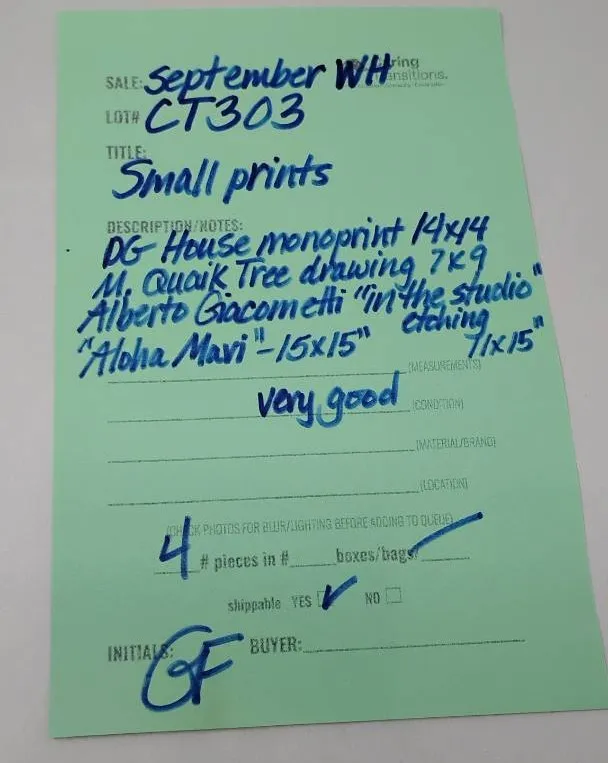 SALE: September WH
LOT# CT303
TITLE:
Small prints
DESCRIPTION/NOTES:
DG House monoprint 14x14
M. Quaik Tree drawing 7x9
Alberto Giacometti "in the studio"
etching
"Aloha Mavi" - 15x15" 71x15"
(MEASUREMENTS)
very good (CONDITION)
(MATERIAL/BRAND)
(LOCATION)
(CHECK PHOTOS FOR BLUR/LIGHTING BEFORE ADDING TO QUEUE)
4 # pieces in # boxes/bags
shippable YES ✓ NO
INITIALS: GF BUYER: